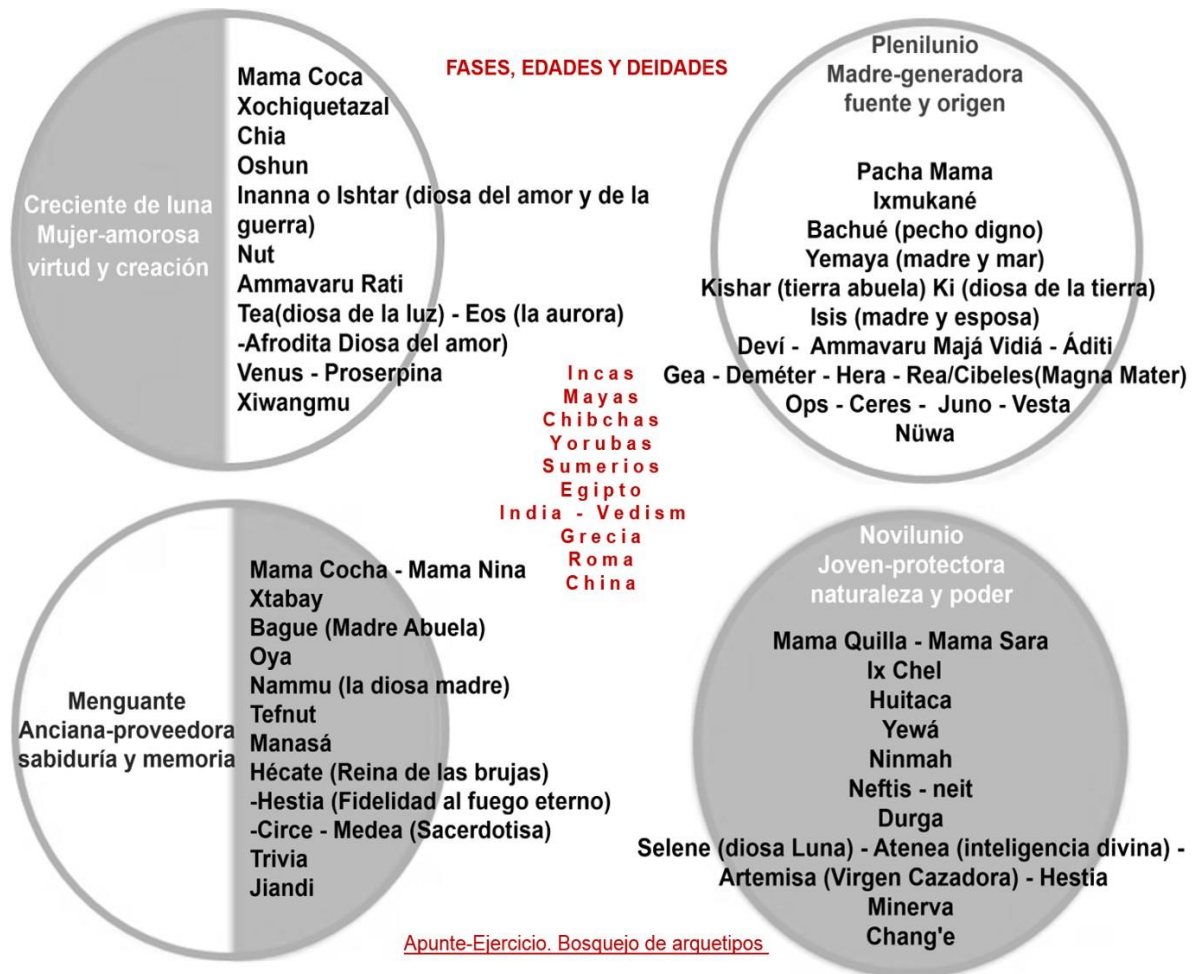 FASES, EDADES Y DEIDADES
Creciente de luna
Mujer-amorosa
virtud y creación
Mama Coca
Xochiquetazal
Chia
Oshun
Inanna o Ishtar (diosa del amor y de la
guerra)
Nut
Ammavaru Rati
Tea(diosa de la luz) - Eos (la aurora)
-Afrodita Diosa del amor)
Venus - Proserpina
Xiwangmu
Plenilunio
Madre-generadora
fuente y origen
Pacha Mama
Ixmukané
Bachué (pecho digno)
Yemaya (madre y mar)
Kishar (tierra abuela) Ki (diosa de la tierra)
Isis (madre y esposa)
Deví - Ammavaru Majá Vidiá - Áditi
Gea - Deméter - Hera - Rea/Cibeles(Magna Mater)
Ops - Ceres - Juno - Vesta
Nüwa
Incas
Mayas
Chibchas
Yorubas
Sumerios
Egipto
India - Vedism
Grecia
Roma
China
Menguante
Anciana-proveedora
sabiduría y memoria
Mama Cocha - Mama Nina
Xtabay
Bague (Madre Abuela)
Oya
Nammu (la diosa madre)
Tefnut
Manasá
Hécate (Reina de las brujas)
-Hestia (Fidelidad al fuego eterno)
-Circe - Medea (Sacerdotisa)
Trivia
Jiandi
Novilunio
Joven-protectora
naturaleza y poder
Mama Quilla - Mama Sara
Ix Chel
Huitaca
Yewá
Ninmah
Neftis - neit
Durga
Selene (diosa Luna) - Atenea (inteligencia divina) -
Artemisa (Virgen Cazadora) - Hestia
Minerva
Chang'e
Apunte-Ejercicio. Bosquejo de arquetipos